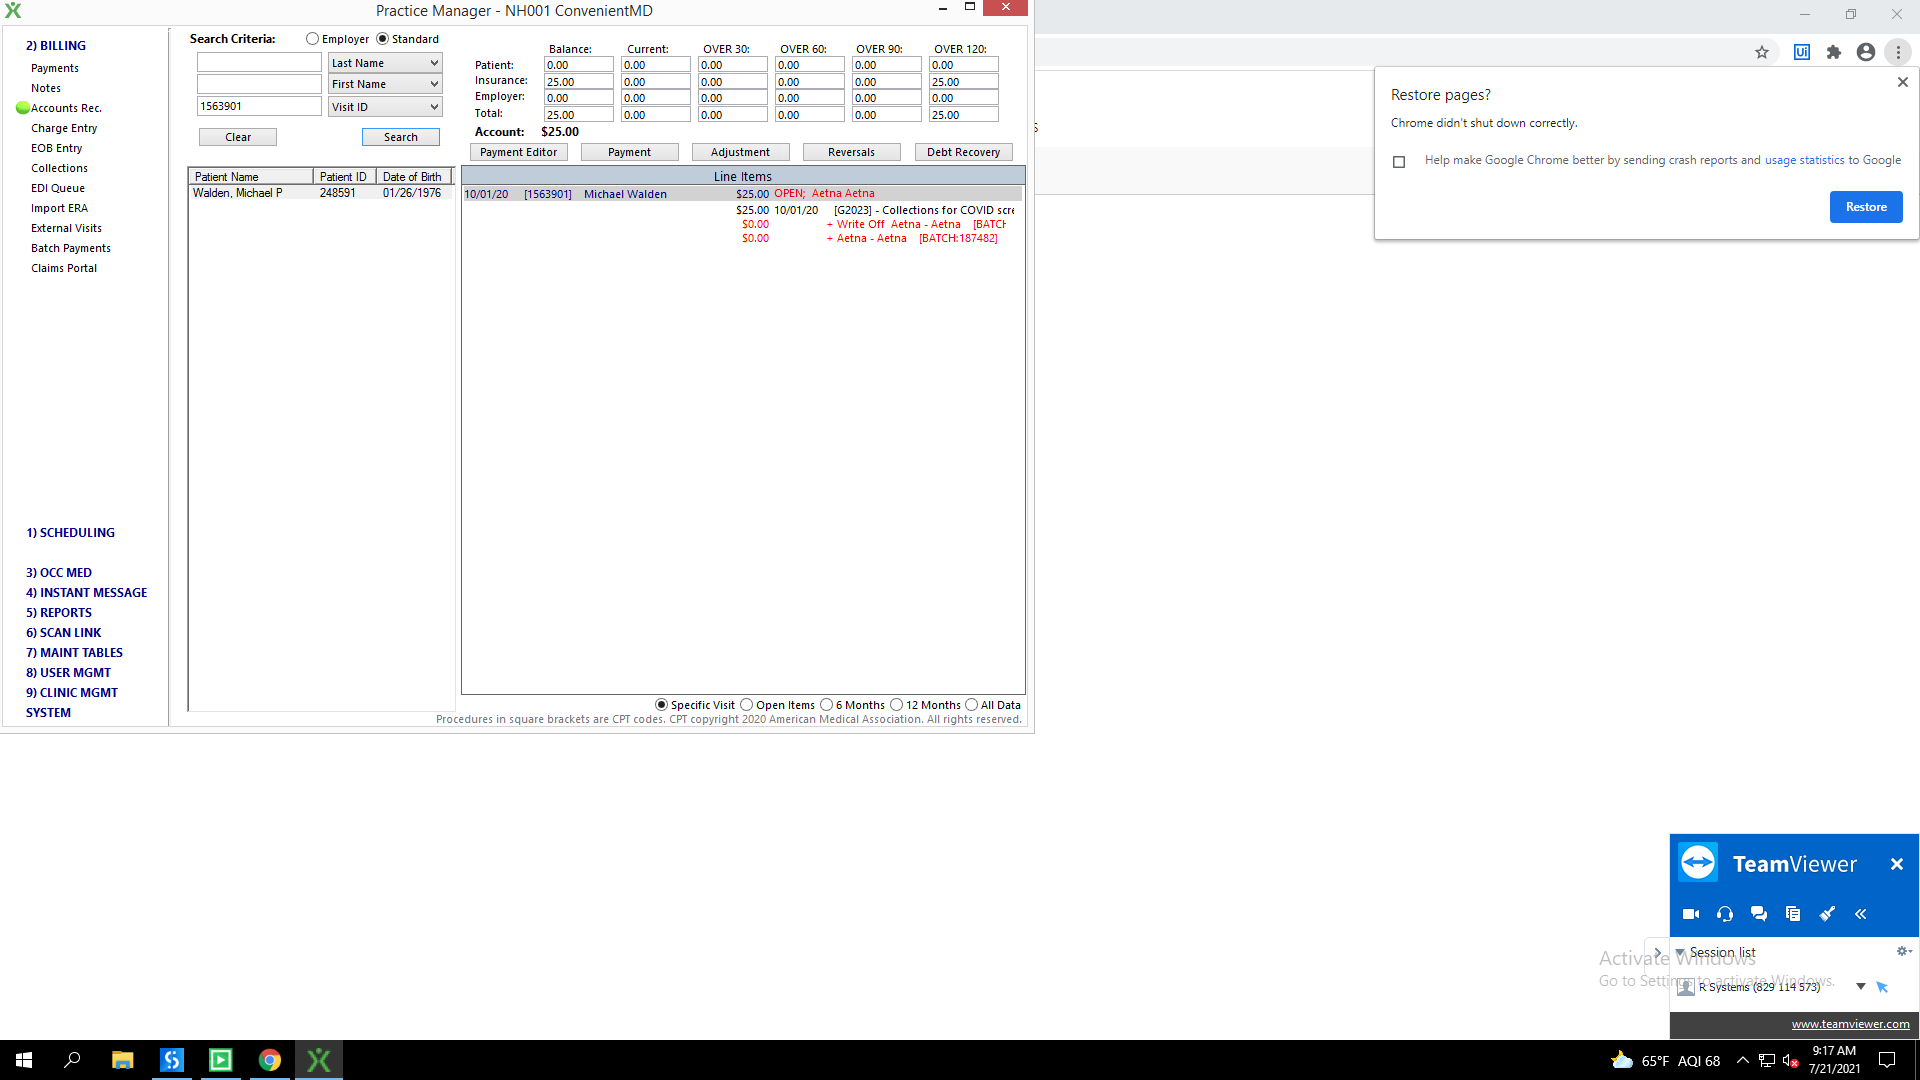 Practice Manager - NH001 ConvenientMD
2) BILLING
Payments
Notes
Accounts Rec.
Charge Entry
EOB Entry
Collections
EDI Queue
Import ERA
External Visits
Batch Payments
Claims Portal
1) SCHEDULING
3) OCC MED
4) INSTANT MESSAGE
5) REPORTS
6) SCAN LINK
7) MAINT TABLES
8) USER MGMT
9) CLINIC MGMT
SYSTEM
Search Criteria: Employer Standard
Last Name
First Name
1563901 Visit ID
Clear Search
Patient Name Patient ID Date of Birth
Walden, Michael P 248591 01/26/1976
Balance: Current: OVER 30: OVER 60: OVER 90: OVER 120:
Patient: 0.00 0.00 0.00 0.00 0.00 0.00
Insurance: 25.00 0.00 0.00 0.00 0.00 25.00
Employer: 0.00 0.00 0.00 0.00 0.00 0.00
Total: 25.00 0.00 0.00 0.00 0.00 25.00
Account: $25.00
Payment Editor Payment Adjustment Reversals Debt Recovery
Line Items
10/01/20 [1563901] Michael Walden $25.00 OPEN; Aetna Aetna
$25.00 10/01/20 [G2023] - Collections for COVID scre
$0.00 + Write Off Aetna - Aetna [BATCH
$0.00 + Aetna - Aetna [BATCH:187482]
Specific Visit Open Items 6 Months 12 Months All Data
Procedures in square brackets are CPT codes. CPT copyright 2020 American Medical Association. All rights reserved.
s
Ui
Restore pages?
Chrome didn't shut down correctly.
Help make Google Chrome better by sending crash reports and usage statistics to Google
Restore
TeamViewer
Session list
Activate Windows
Go to Settings to activate Windows.
R Systems (829 114 573)
www.teamviewer.com
65°F AQI 68
9:17 AM
7/21/2021